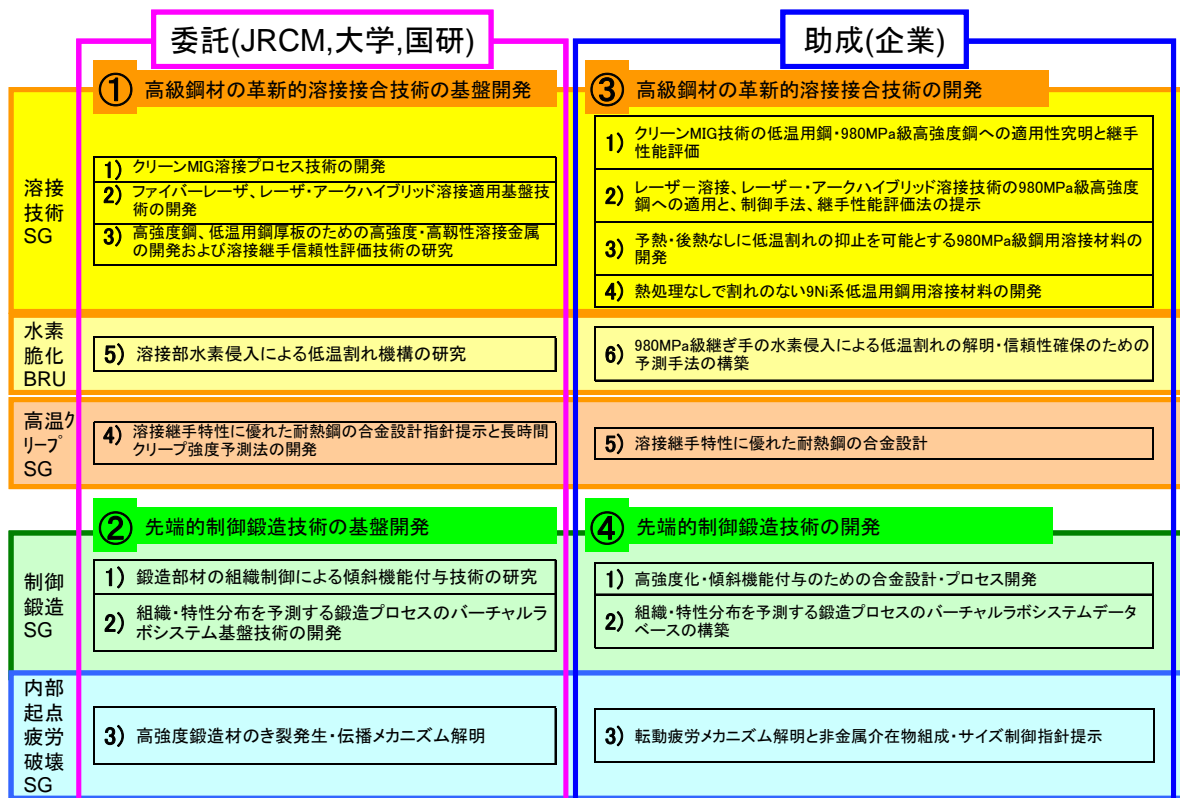 委託(JRCM,大学,国研)
助成(企業)
① 高級鋼材の革新的溶接接合技術の基盤開発
③ 高級鋼材の革新的溶接接合技術の開発
溶接
技術
SG
1) クリーンMIG溶接プロセス技術の開発
2) ファイバーレーザ、レーザ・アークハイブリッド溶接適用基盤技
術の開発
3) 高強度鋼、低温用鋼厚板のための高強度・高靱性溶接金属
の開発および溶接継手信頼性評価技術の研究
1) クリーンMIG技術の低温用鋼・980MPa級高強度鋼への適用性究明と継手
性能評価
2) レーザー溶接、レーザー・アークハイブリッド溶接技術の980MPa級高強度
鋼への適用と、制御手法、継手性能評価法の提示
3) 予熱・後熱なしに低温割れの抑止を可能とする980MPa級鋼用溶接材料の
開発
4) 熱処理なしで割れのない9Ni系低温用鋼用溶接材料の開発
水素
脆化
BRU
5) 溶接部水素侵入による低温割れ機構の研究
6) 980MPa級継ぎ手の水素侵入による低温割れの解明・信頼性確保のための
予測手法の構築
高温ク
リープ
SG
4) 溶接継手特性に優れた耐熱鋼の合金設計指針提示と長時間
クリープ強度予測法の開発
5) 溶接継手特性に優れた耐熱鋼の合金設計
② 先端的制御鍛造技術の基盤開発
④ 先端的制御鍛造技術の開発
制御
鍛造
SG
1) 鍛造部材の組織制御による傾斜機能付与技術の研究
2) 組織・特性分布を予測する鍛造プロセスのバーチャルラ
ボシステム基盤技術の開発
1) 高強度化・傾斜機能付与のための合金設計・プロセス開発
2) 組織・特性分布を予測する鍛造プロセスのバーチャルラボシステムデータ
ベースの構築
内部
起点
疲労
破壊
SG
3) 高強度鍛造材のき裂発生・伝播メカニズム解明
3) 転動疲労メカニズム解明と非金属介在物組成・サイズ制御指針提示